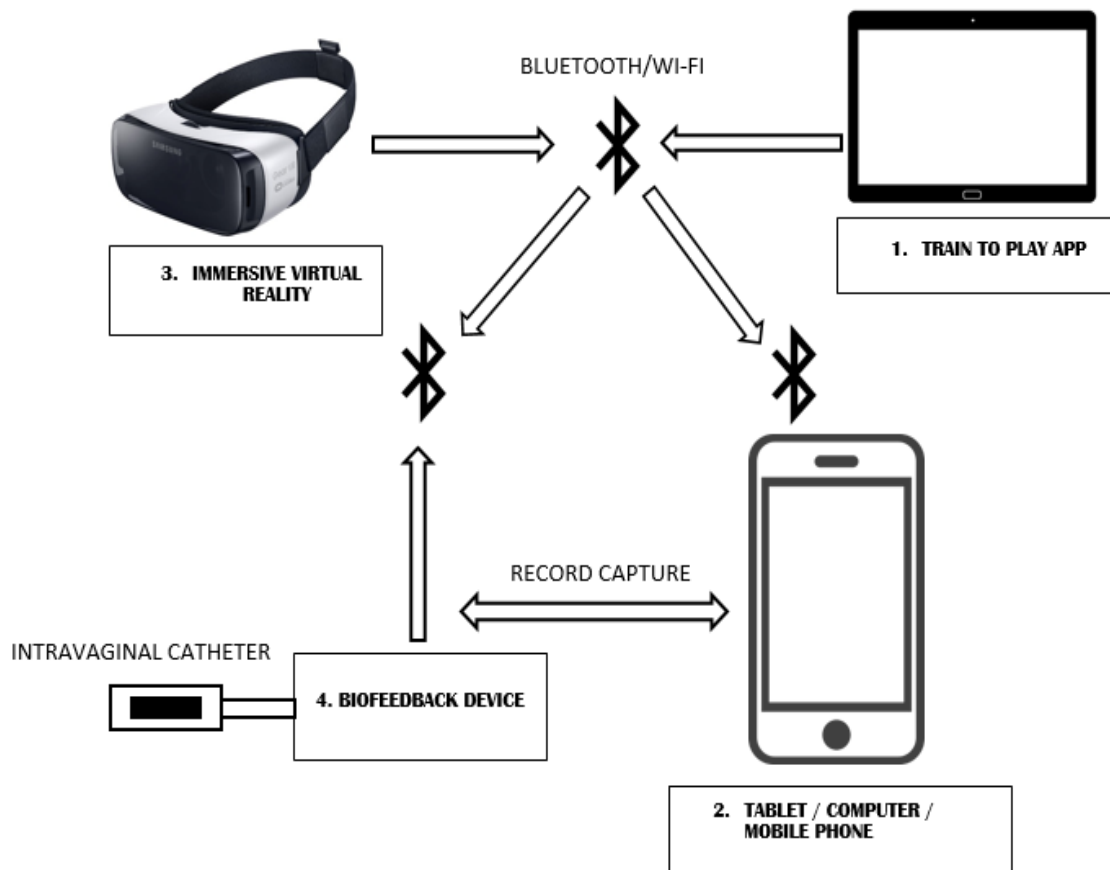 BLUETOOTH/WI-FI
SAMSUNG
1. TRAIN TO PLAY APP
3. IMMERSIVE VIRTUAL
REALITY
RECORD CAPTURE
INTRAVAGINAL CATHETER
4. BIOFEEDBACK DEVICE
2. TABLET / COMPUTER /
MOBILE PHONE